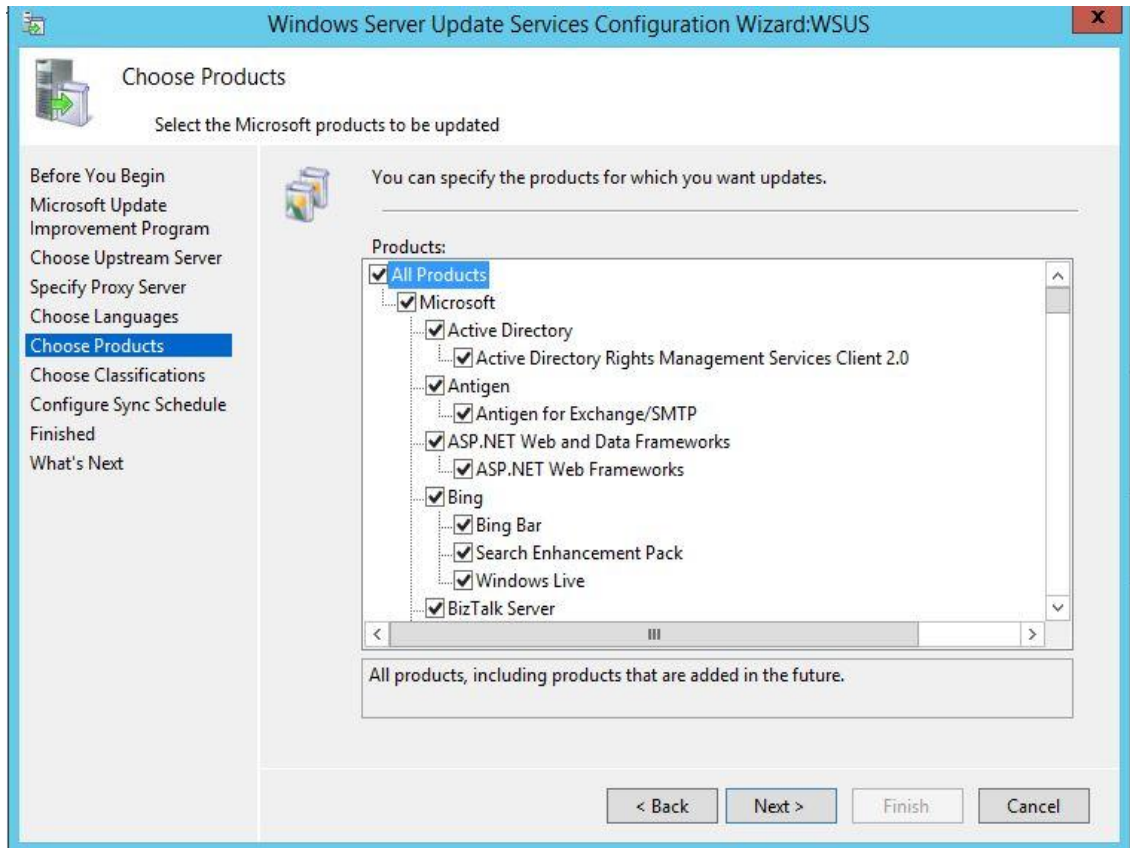 Windows Server Update Services Configuration Wizard:WSUS
x
Choose Products
Select the Microsoft products to be updated
Before You Begin
Microsoft Update
Improvement Program
Choose Upstream Server
Specify Proxy Server
Choose Languages
Choose Products
Choose Classifications
Configure Sync Schedule
Finished
What's Next
You can specify the products for which you want updates.
Products:
All Products
Microsoft
Active Directory
Active Directory Rights Management Services Client 2.0
Antigen
Antigen for Exchange/SMTP
ASP.NET Web and Data Frameworks
ASP.NET Web Frameworks
Bing
Bing Bar
Search Enhancement Pack
Windows Live
BizTalk Server
All products, including products that are added in the future.
< Back
Next >
Finish
Cancel